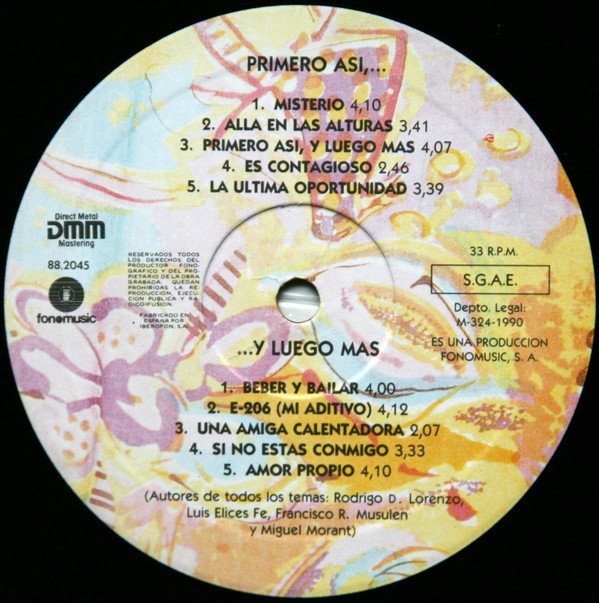 PRIMERO ASI,...
1. MISTERIO 4,10
2. ALLA EN LAS ALTURAS 3,41
3. PRIMERO ASI, Y LUEGO MAS 4,07
4. ES CONTAGIOSO 2,46
5. LA ULTIMA OPORTUNIDAD 3,39
Direct Metal
DMM
Mastering
88.2045
fonomusic
RESERVADOS TODOS
LOS DERECHOS DEL
PRODUCTOR FONO-
GRAFICO Y DEL PRO-
PIETARIO DE LA OBRA
GRABADA. QUEDAN
PROHIBIDAS LA RE-
PRODUCCION, EJECU-
CION PUBLICA Y RA-
DIODIFUSION.
FABRICADO EN
ESPAÑA POR
IBEROFON, S.A.
33 R.P.M.
S.G.A.E.
Depto. Legal:
M-324-1990
ES UNA PRODUCCION
FONOMUSIC, S. A.
...Y LUEGO MAS
1. BEBER Y BAILAR 4,00
2. E-206 (MI ADITIVO) 4,12
3. UNA AMIGA CALENTADORA 2,07
4. SI NO ESTAS CONMIGO 3,33
5. AMOR PROPIO 4,10
(Autores de todos los temas: Rodrigo D. Lorenzo,
Luis Elices Fe, Francisco R. Musulen
y Miguel Morant)